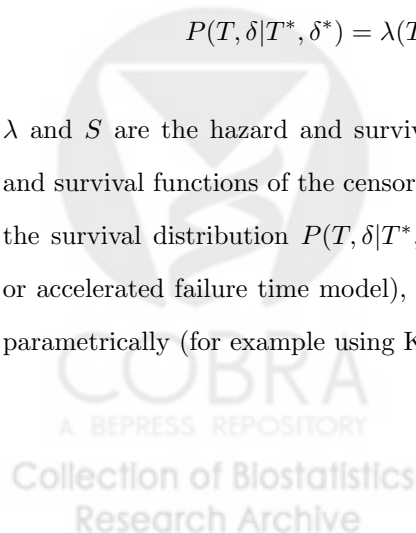 P(T, δ|T*, δ*) = λ(T
λ and S are the hazard and surviv
and survival functions of the censor
the survival distribution P(T, δ|T*,
or accelerated failure time model),
parametrically (for example using K
COBRA
A BEPRESS REPOSITORY
Collection of Biostatistics
Research Archive